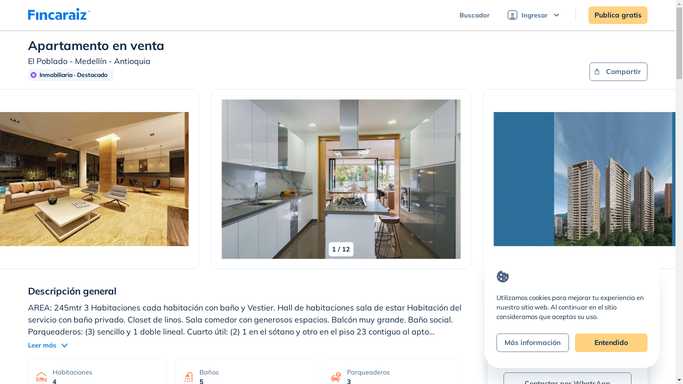 Fincaraiz
Buscador
Ingresar
Publica gratis
Apartamento en venta
El Poblado - Medellín - Antioquia
Inmobiliaria · Destacado
Compartir
1 / 12
Descripción general
AREA: 245mtr 3 Habitaciones cada habitación con baño y Vestier. Hall de habitaciones sala de estar Habitación del
servicio con baño privado. Closet de linos. Sala comedor con generosos espacios. Balcón muy grande. Baño social.
Parqueaderos: (3) sencillo y 1 doble lineal. Cuarto útil: (2) 1 en el sótano y otro en el piso 23 contiguo al apto...
Leer más
Habitaciones
4
Baños
5
Parqueaderos
3
Utilizamos cookies para mejorar tu experiencia en
nuestro sitio web. Al continuar en el sitio
consideramos que aceptas su uso.
Más información
Entendido
Contactar por WhatsApp